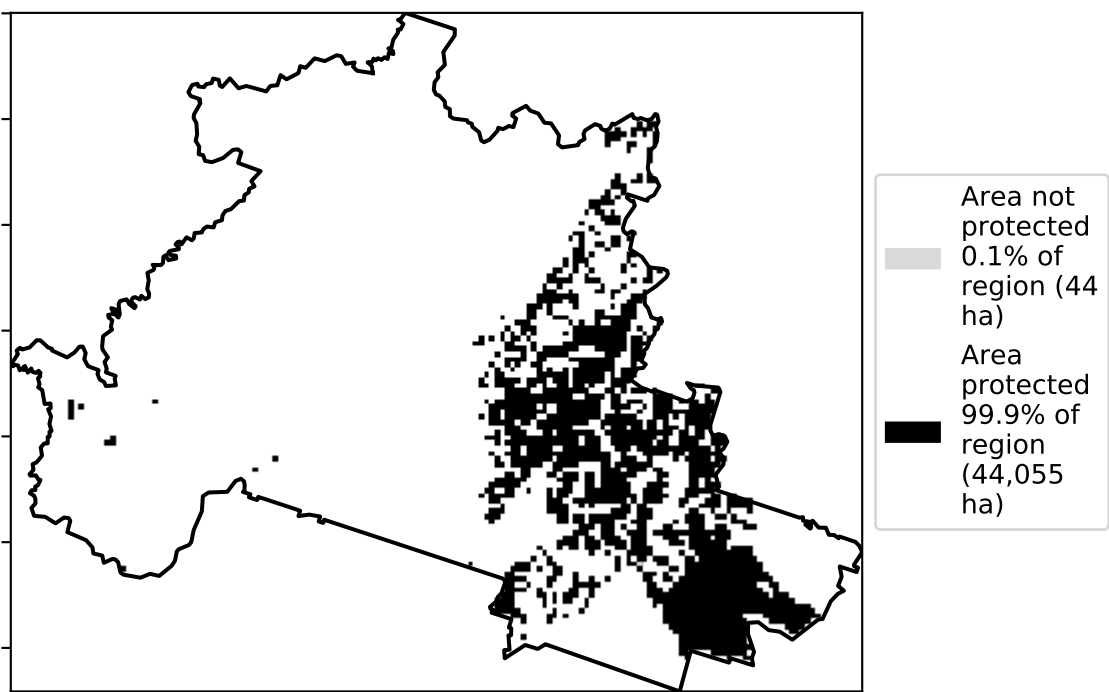 Area not
protected
0.1% of
region (44
ha)
Area
protected
99.9% of
region
(44,055
ha)